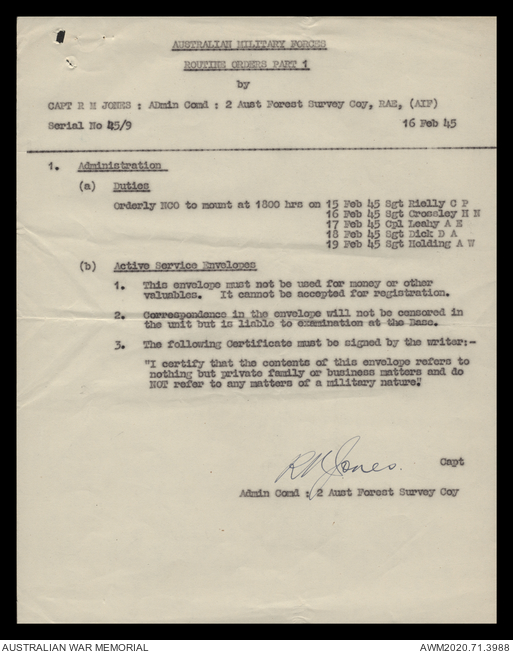 AUSTRALIAN MILITARY FORCES
ROUTINE ORDERS PART 1
by
CAPT R M JONES : ADmin Comd : 2 Aust Forest Survey Coy, RAE, (AIF)
Serial No 45/9 16 Feb 45
1. Administration
(a) Duties
Orderly NCO to mount at 1800 hrs on 15 Feb 45 Sgt Rielly C P
16 Feb 45 Sgt Crossley H N
17 Feb 45 Cpl Leahy A E
18 Feb 45 Sgt Dick D A
19 Feb 45 Sgt Holding A W
(b) Active Service Envelopes
1. This envelope must not be used for money or other
valuables. It cannot be accepted for registration.
2. Correspondence in the envelope will not be censored in
the unit but is liable to examination at the Base.
3. The following Certificate must be signed by the writer:-
"I certify that the contents of this envelope refers to
nothing but private family or business matters and do
NOT refer to any matters of a military nature"
RM Jones. Capt
Admin Comd : 2 Aust Forest Survey Coy
AUSTRALIAN WAR MEMORIAL AWM2020.71.3988